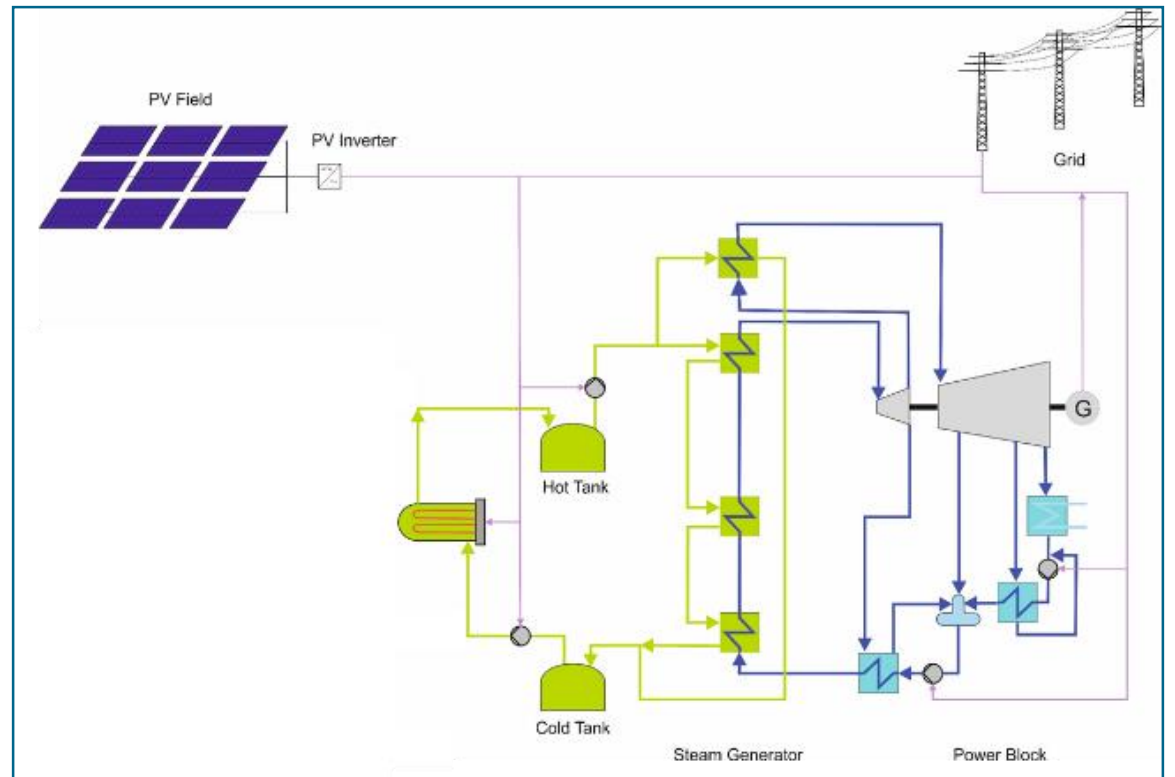 PV Field
PV Inverter
Grid
G
Hot Tank
Cold Tank
Steam Generator
Power Block